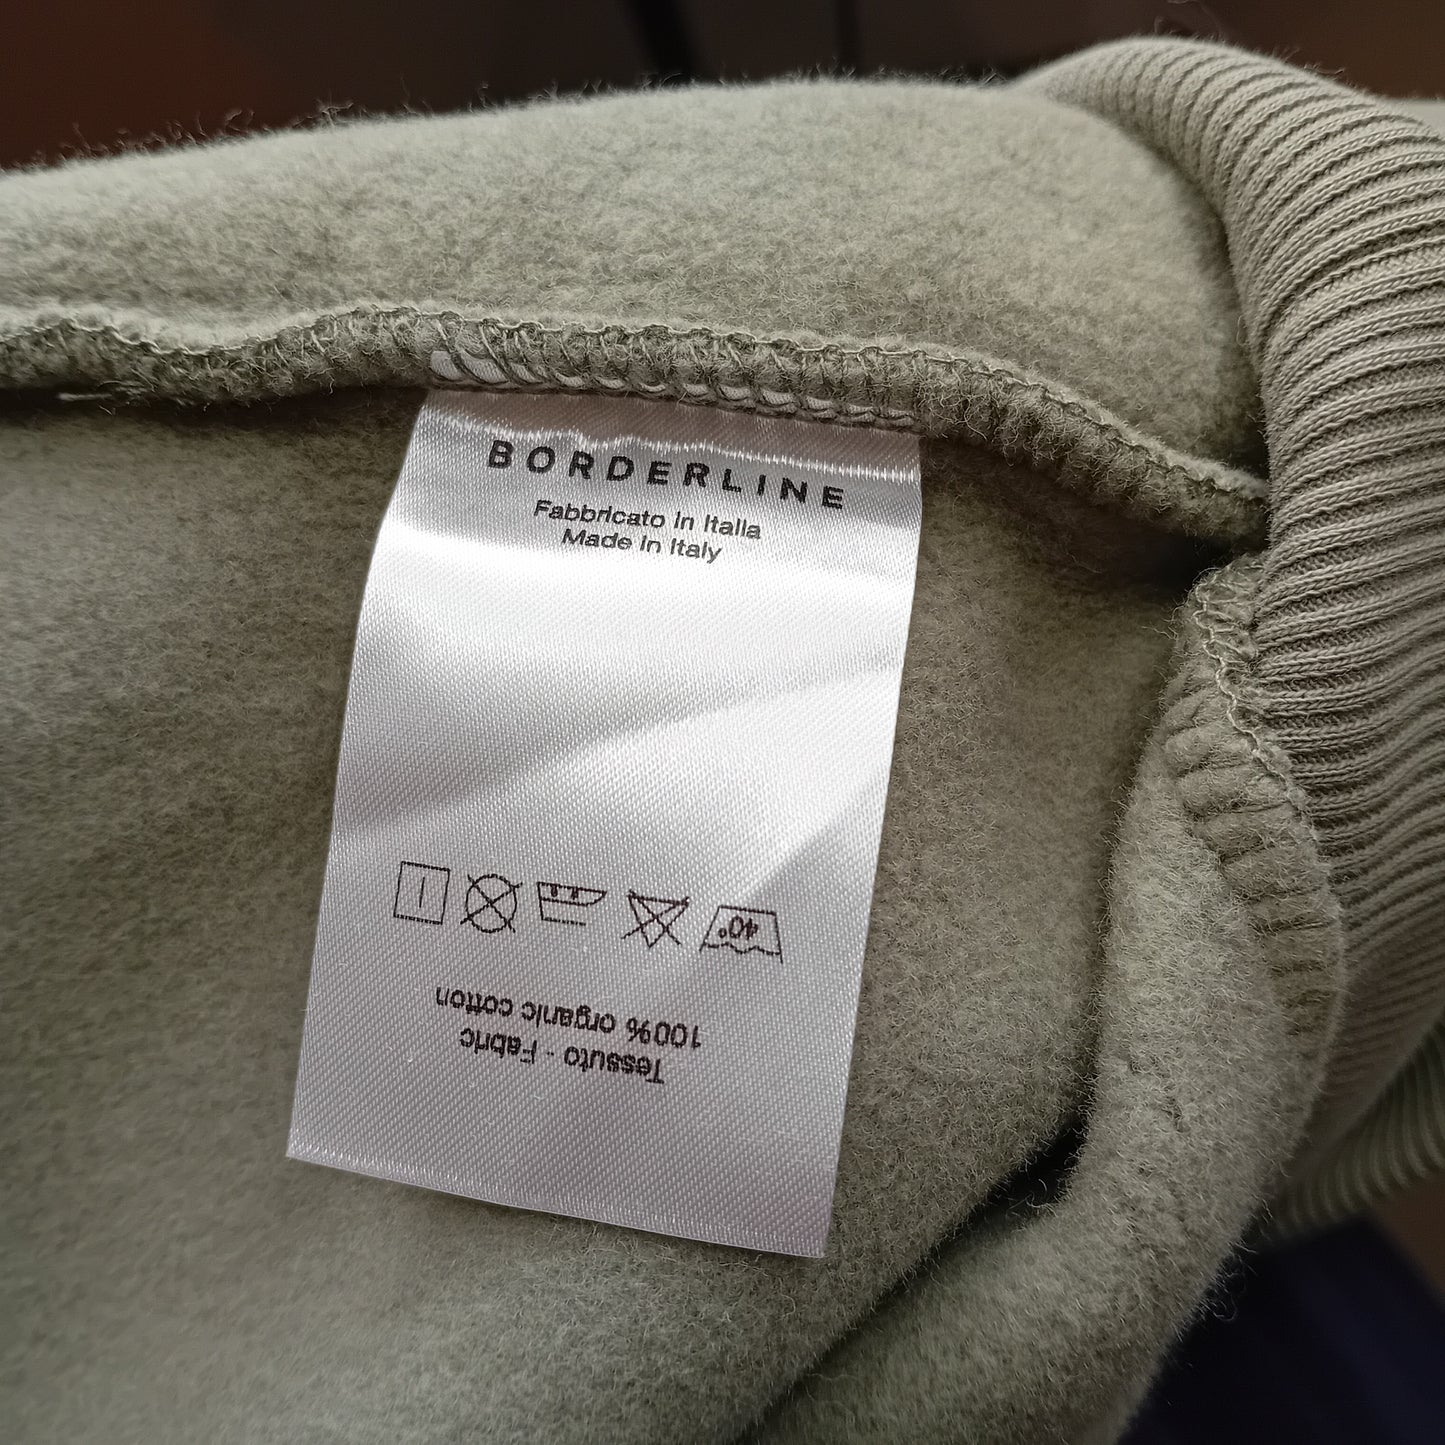 BORDERLINE
Fabbricato in Italia
Made in Italy
Tessuto - Fabric
100% organic cotton
40°